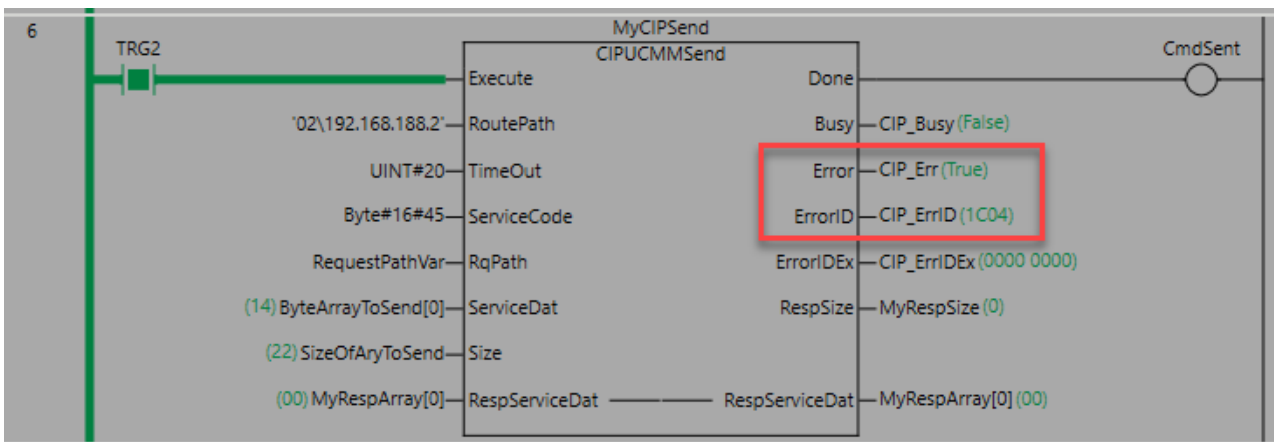 6
MyCIPSend
TRG2 CIPUCMMSend CmdSent
Execute Done
'02\192.168.188.2' RoutePath Busy CIP_Busy (False)
UINT#20 TimeOut Error CIP_Err (True)
Byte#16#45 ServiceCode ErrorID CIP_ErrID (1C04)
RequestPathVar RqPath ErrorIDEx CIP_ErrIDEx (0000 0000)
(14) ByteArrayToSend[0] ServiceDat RespSize MyRespSize (0)
(22) SizeOfAryToSend Size
(00) MyRespArray[0] RespServiceDat RespServiceDat MyRespArray[0] (00)